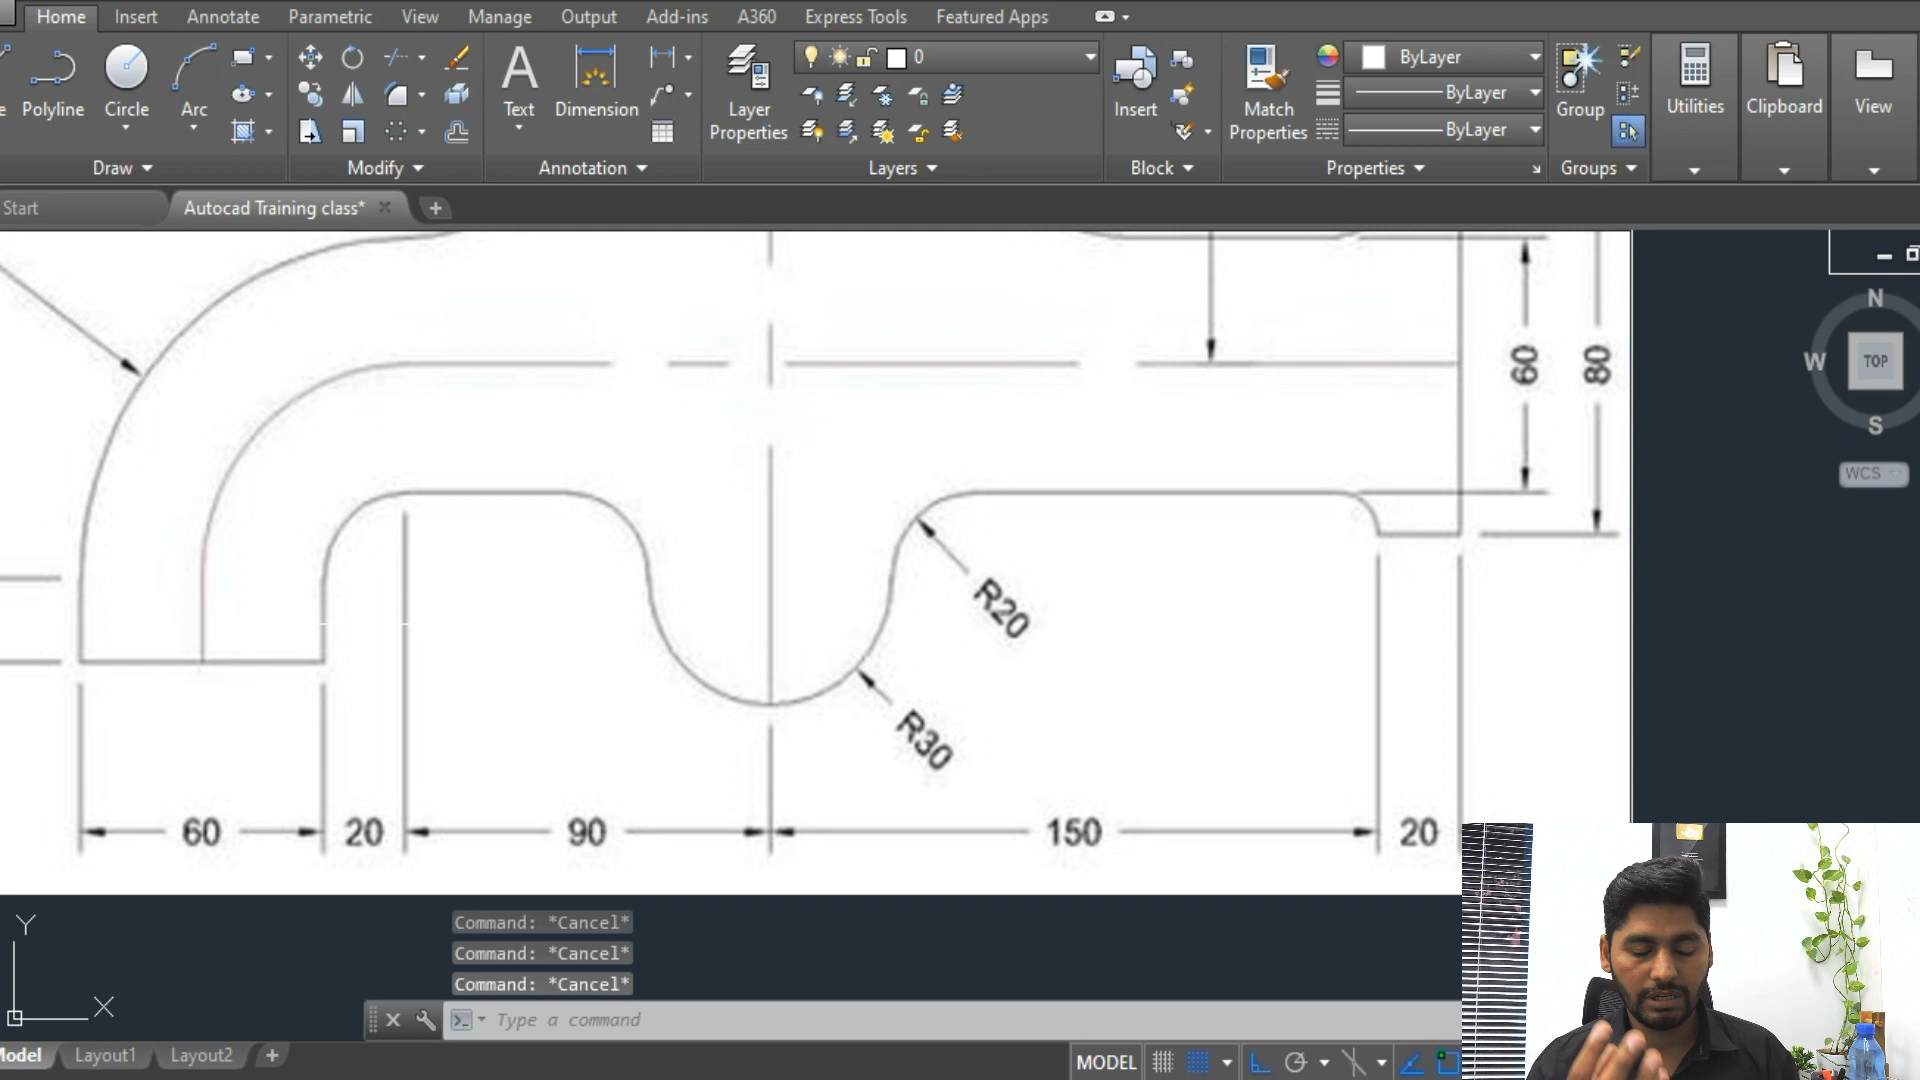 Home Insert Annotate Parametric View Manage Output Add-ins A360 Express Tools Featured Apps
Polyline Circle Arc
Text Dimension
Layer Properties
0
Insert
Match Properties
ByLayer
ByLayer
ByLayer
Group
Utilities
Clipboard
View
Draw Modify Annotation Layers Block Properties Groups
Start Autocad Training class*
N
W TOP
S
WCS
60 80
R20
R30
60 20 90 150 20
Y
X
Command: *Cancel*
Command: *Cancel*
Command: *Cancel*
Type a command
Layout1 Layout2
MODEL